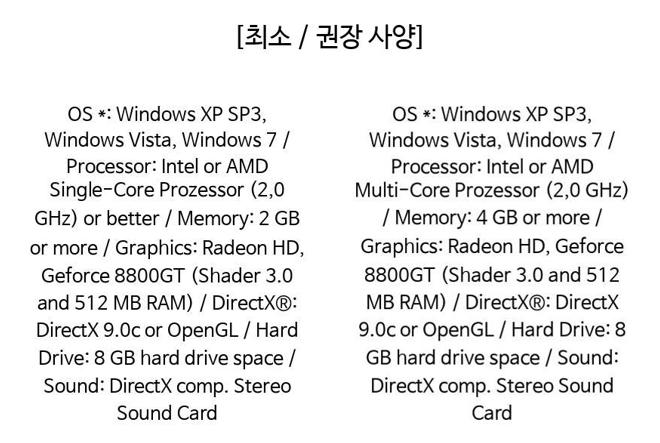 [최소 / 권장 사양]
OS *: Windows XP SP3,
Windows Vista, Windows 7 /
Processor: Intel or AMD
Single-Core Prozessor (2,0
GHz) or better / Memory: 2 GB
or more / Graphics: Radeon HD,
Geforce 8800GT (Shader 3.0
and 512 MB RAM) / DirectX®:
DirectX 9.0c or OpenGL / Hard
Drive: 8 GB hard drive space /
Sound: DirectX comp. Stereo
Sound Card
OS *: Windows XP SP3,
Windows Vista, Windows 7 /
Processor: Intel or AMD
Multi-Core Prozessor (2,0 GHz)
/ Memory: 4 GB or more /
Graphics: Radeon HD, Geforce
8800GT (Shader 3.0 and 512
MB RAM) / DirectX®: DirectX
9.0c or OpenGL / Hard Drive: 8
GB hard drive space / Sound:
DirectX comp. Stereo Sound
Card